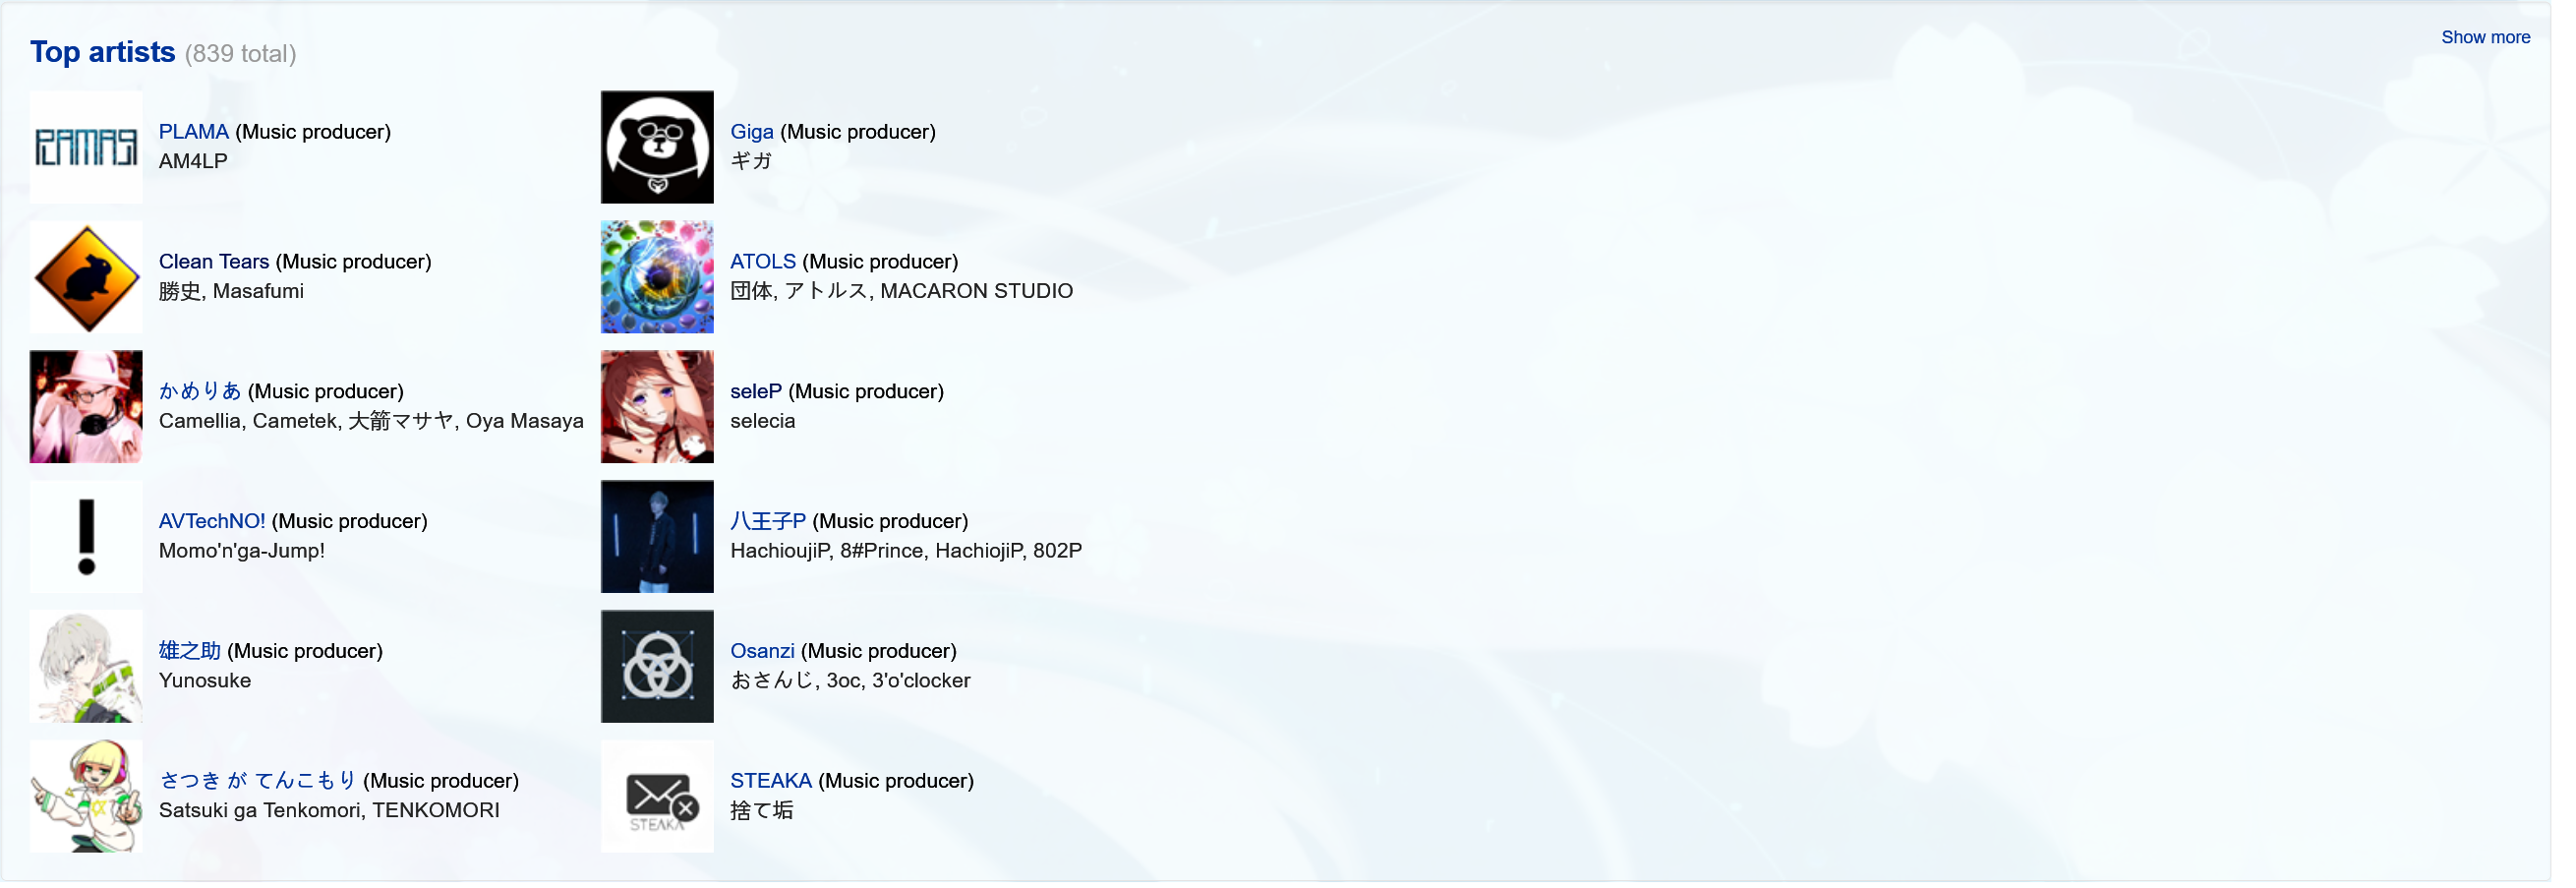 Top artists (839 total)
Show more
PLAMA (Music producer)
AM4LP
Giga (Music producer)
ギガ
Clean Tears (Music producer)
勝史, Masafumi
ATOLS (Music producer)
団体, アトルス, MACARON STUDIO
かめりあ (Music producer)
Camellia, Cametek, 大箭マサヤ, Oya Masaya
seleP (Music producer)
selecia
AVTechNO! (Music producer)
Momo'n'ga-Jump!
八王子P (Music producer)
HachioujiP, 8#Prince, HachiojiP, 802P
雄之助 (Music producer)
Yunosuke
Osanzi (Music producer)
おさんじ, 3oc, 3'o'clocker
さつき が てんこもり (Music producer)
Satsuki ga Tenkomori, TENKOMORI
STEAKA
STEAKA (Music producer)
捨て垢